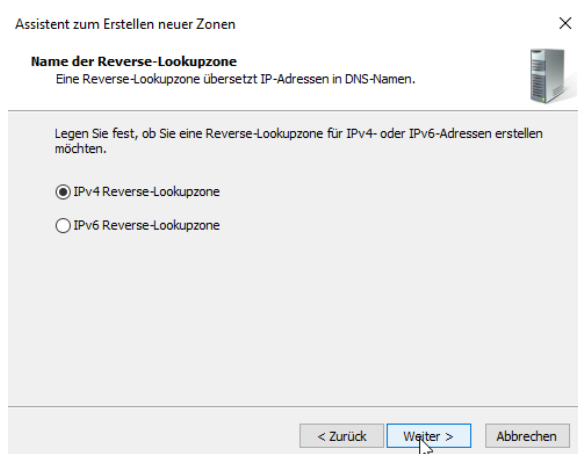 Assistent zum Erstellen neuer Zonen
Name der Reverse-Lookupzone
Eine Reverse-Lookupzone übersetzt IP-Adressen in DNS-Namen.
Legen Sie fest, ob Sie eine Reverse-Lookupzone für IPv4- oder IPv6-Adressen erstellen
möchten.
IPv4 Reverse-Lookupzone
IPv6 Reverse-Lookupzone
< Zurück Weiter > Abbrechen